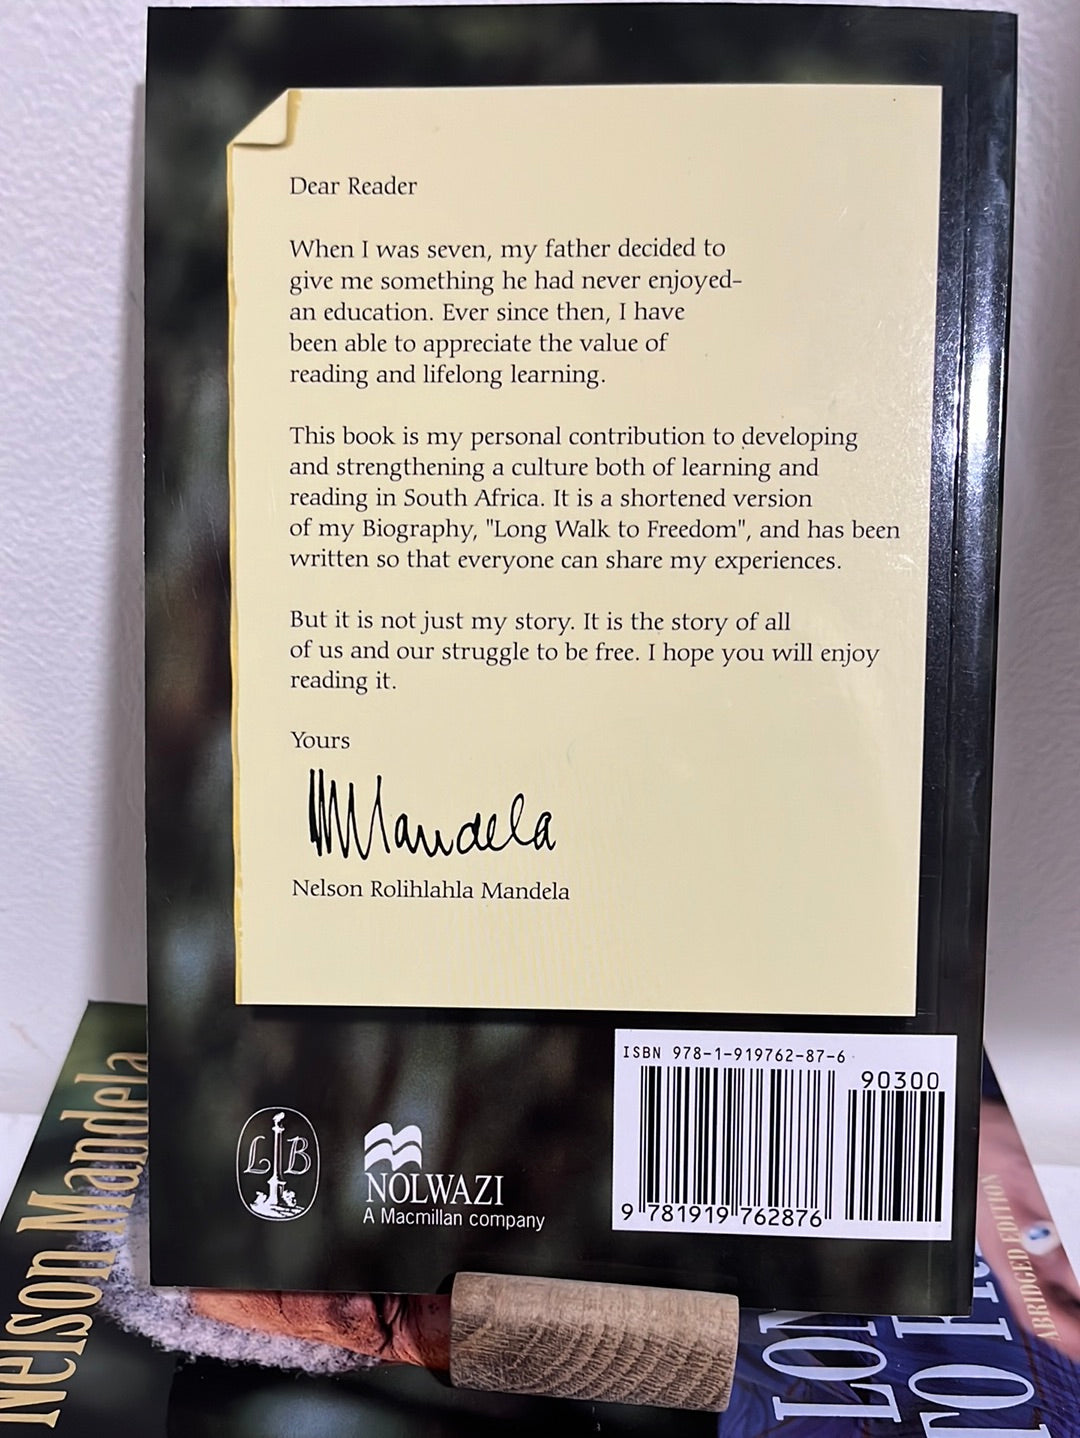 Dear Reader
When I was seven, my father decided to
give me something he had never enjoyed–
an education. Ever since then, I have
been able to appreciate the value of
reading and lifelong learning.
This book is my personal contribution to developing
and strengthening a culture both of learning and
reading in South Africa. It is a shortened version
of my Biography, "Long Walk to Freedom", and has been
written so that everyone can share my experiences.
But it is not just my story. It is the story of all
of us and our struggle to be free. I hope you will enjoy
reading it.
Yours
Mandela
Nelson Rolihlahla Mandela
ISBN 978-1-919762-87-6
90300
9 781919 762876
L B
NOLWAZI
A Macmillan company
Nelson Mandela
LON
TO
ABRIDGED EDITION